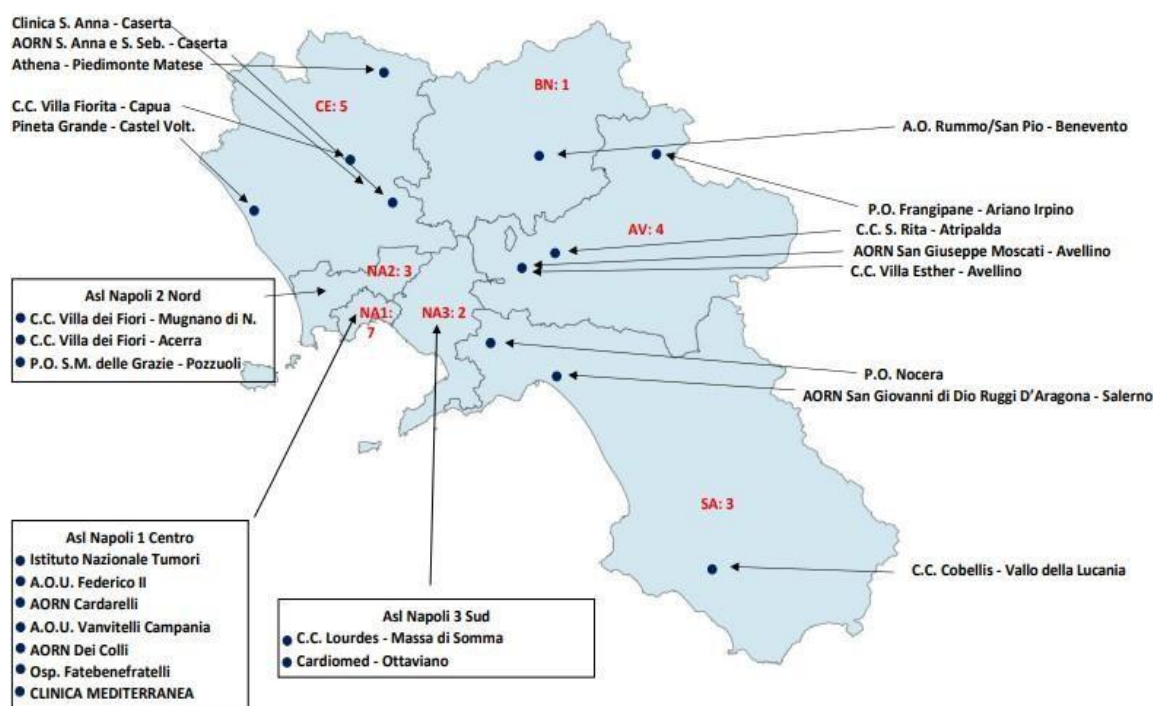 Clinica S. Anna - Caserta
AORN S. Anna e S. Seb. - Caserta
Athena - Piedimonte Matese
C.C. Villa Fiorita - Capua
Pineta Grande - Castel Volt.
CE: 5
BN: 1
A.O. Rummo/San Pio - Benevento
P.O. Frangipane - Ariano Irpino
C.C. S. Rita - Atripalda
AORN San Giuseppe Moscati - Avellino
C.C. Villa Esther - Avellino
AV: 4
NA2: 3
NA1:
7
NA3: 2
Asl Napoli 2 Nord
C.C. Villa dei Fiori - Mugnano di N.
C.C. Villa dei Fiori - Acerra
P.O. S.M. delle Grazie - Pozzuoli
P.O. Nocera
AORN San Giovanni di Dio Ruggi D'Aragona - Salerno
SA: 3
C.C. Cobellis - Vallo della Lucania
Asl Napoli 1 Centro
Istituto Nazionale Tumori
A.O.U. Federico II
AORN Cardarelli
A.O.U. Vanvitelli Campania
AORN Dei Colli
Osp. Fatebenefratelli
CLINICA MEDITERRANEA
Asl Napoli 3 Sud
C.C. Lourdes - Massa di Somma
Cardiomed - Ottaviano